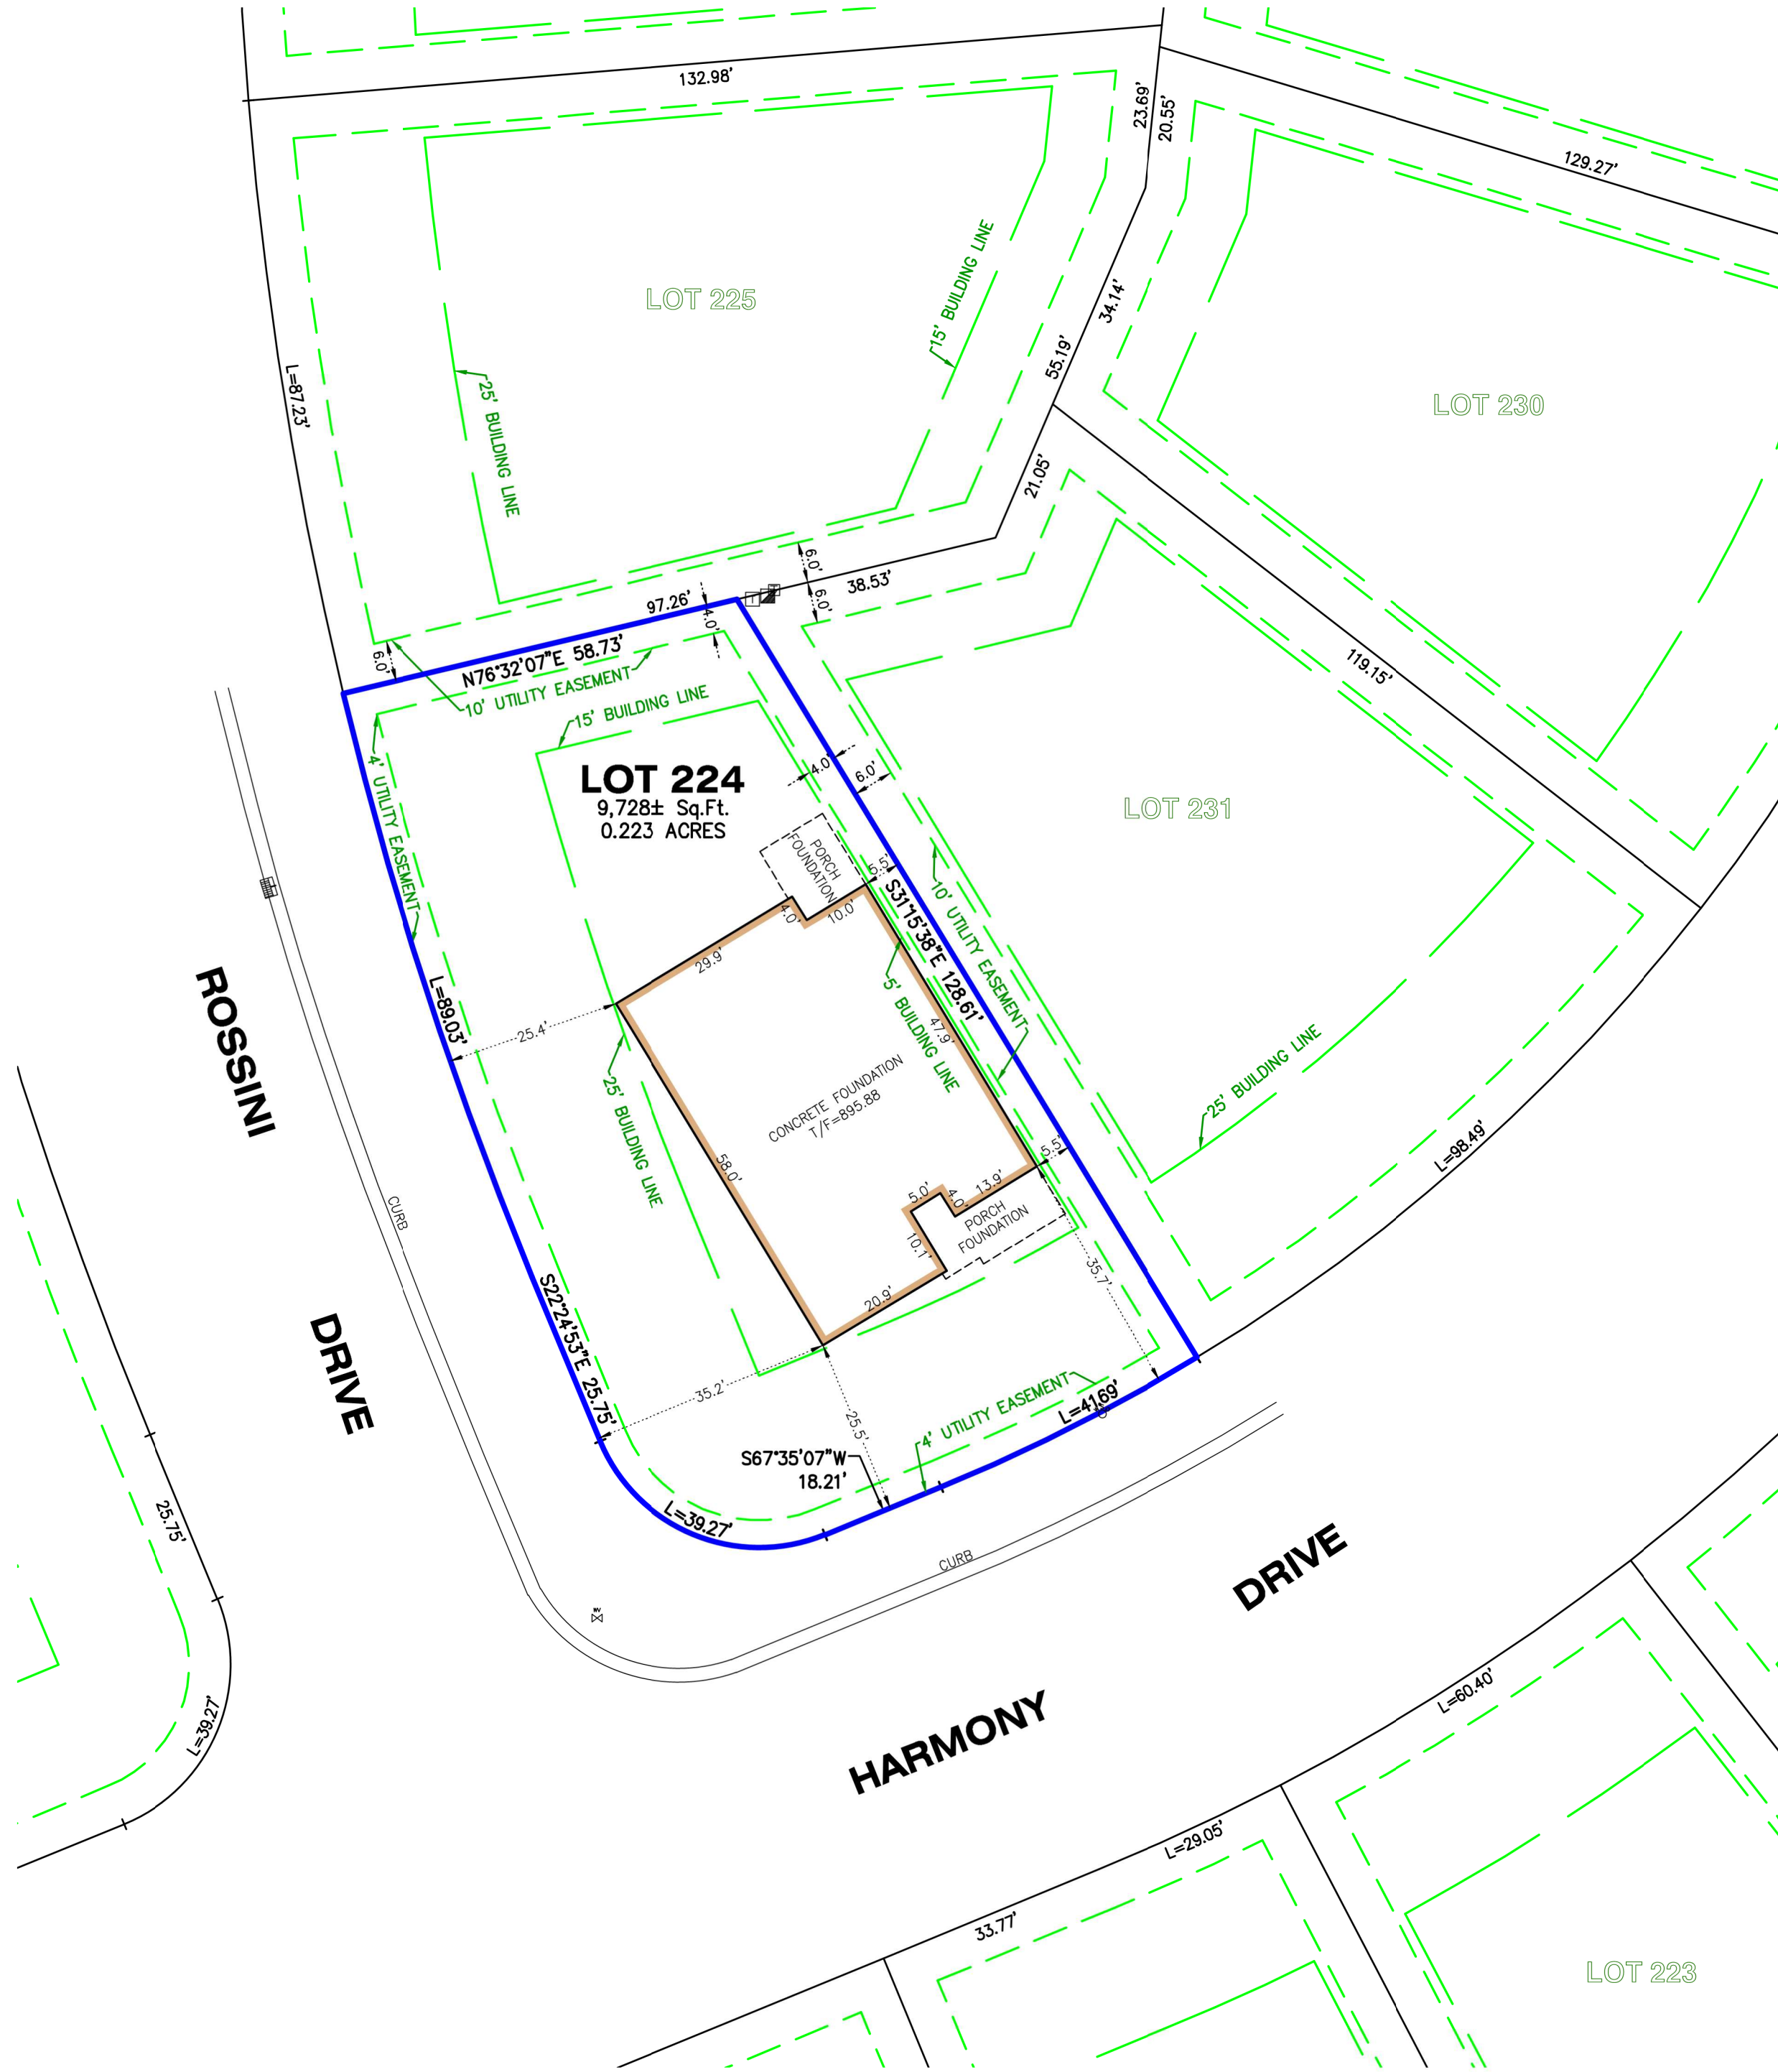 132.98'
23.69'
20.55'
129.27'
LOT 225
15' BUILDING LINE
34.14'
L=87.23'
55.19'
25' BUILDING LINE
LOT 230
21.05'
6.0'
38.53'
6.0'
97.26'
4.0'
6.0'
N76°32'07"E 58.73'
10' UTILITY EASEMENT
119.15'
15' BUILDING LINE
LOT 224
9,728± Sq.Ft.
0.223 ACRES
4' UTILITY EASEMENT
4.0'
6.0'
LOT 231
PORCH
FOUNDATION
5.5'
4.0'
10.0'
S31°15'38"E 128.61'
10' UTILITY EASEMENT
29.9'
5' BUILDING LINE
47.9'
ROSSINI
DRIVE
L=89.03'
25.4'
25' BUILDING LINE
CONCRETE FOUNDATION
T/F=895.88
25' BUILDING LINE
58.0'
5.5'
13.9'
5.0'
4.0'
10.1'
PORCH
FOUNDATION
L=98.49'
CURB
35.7'
20.9'
S22°24'53"E 25.75'
35.2'
25.5'
4' UTILITY EASEMENT
L=41.69'
S67°35'07"W
18.21'
L=39.27'
CURB
WV
25.75'
L=39.27'
HARMONY
DRIVE
L=60.40'
L=29.05'
33.77'
LOT 223